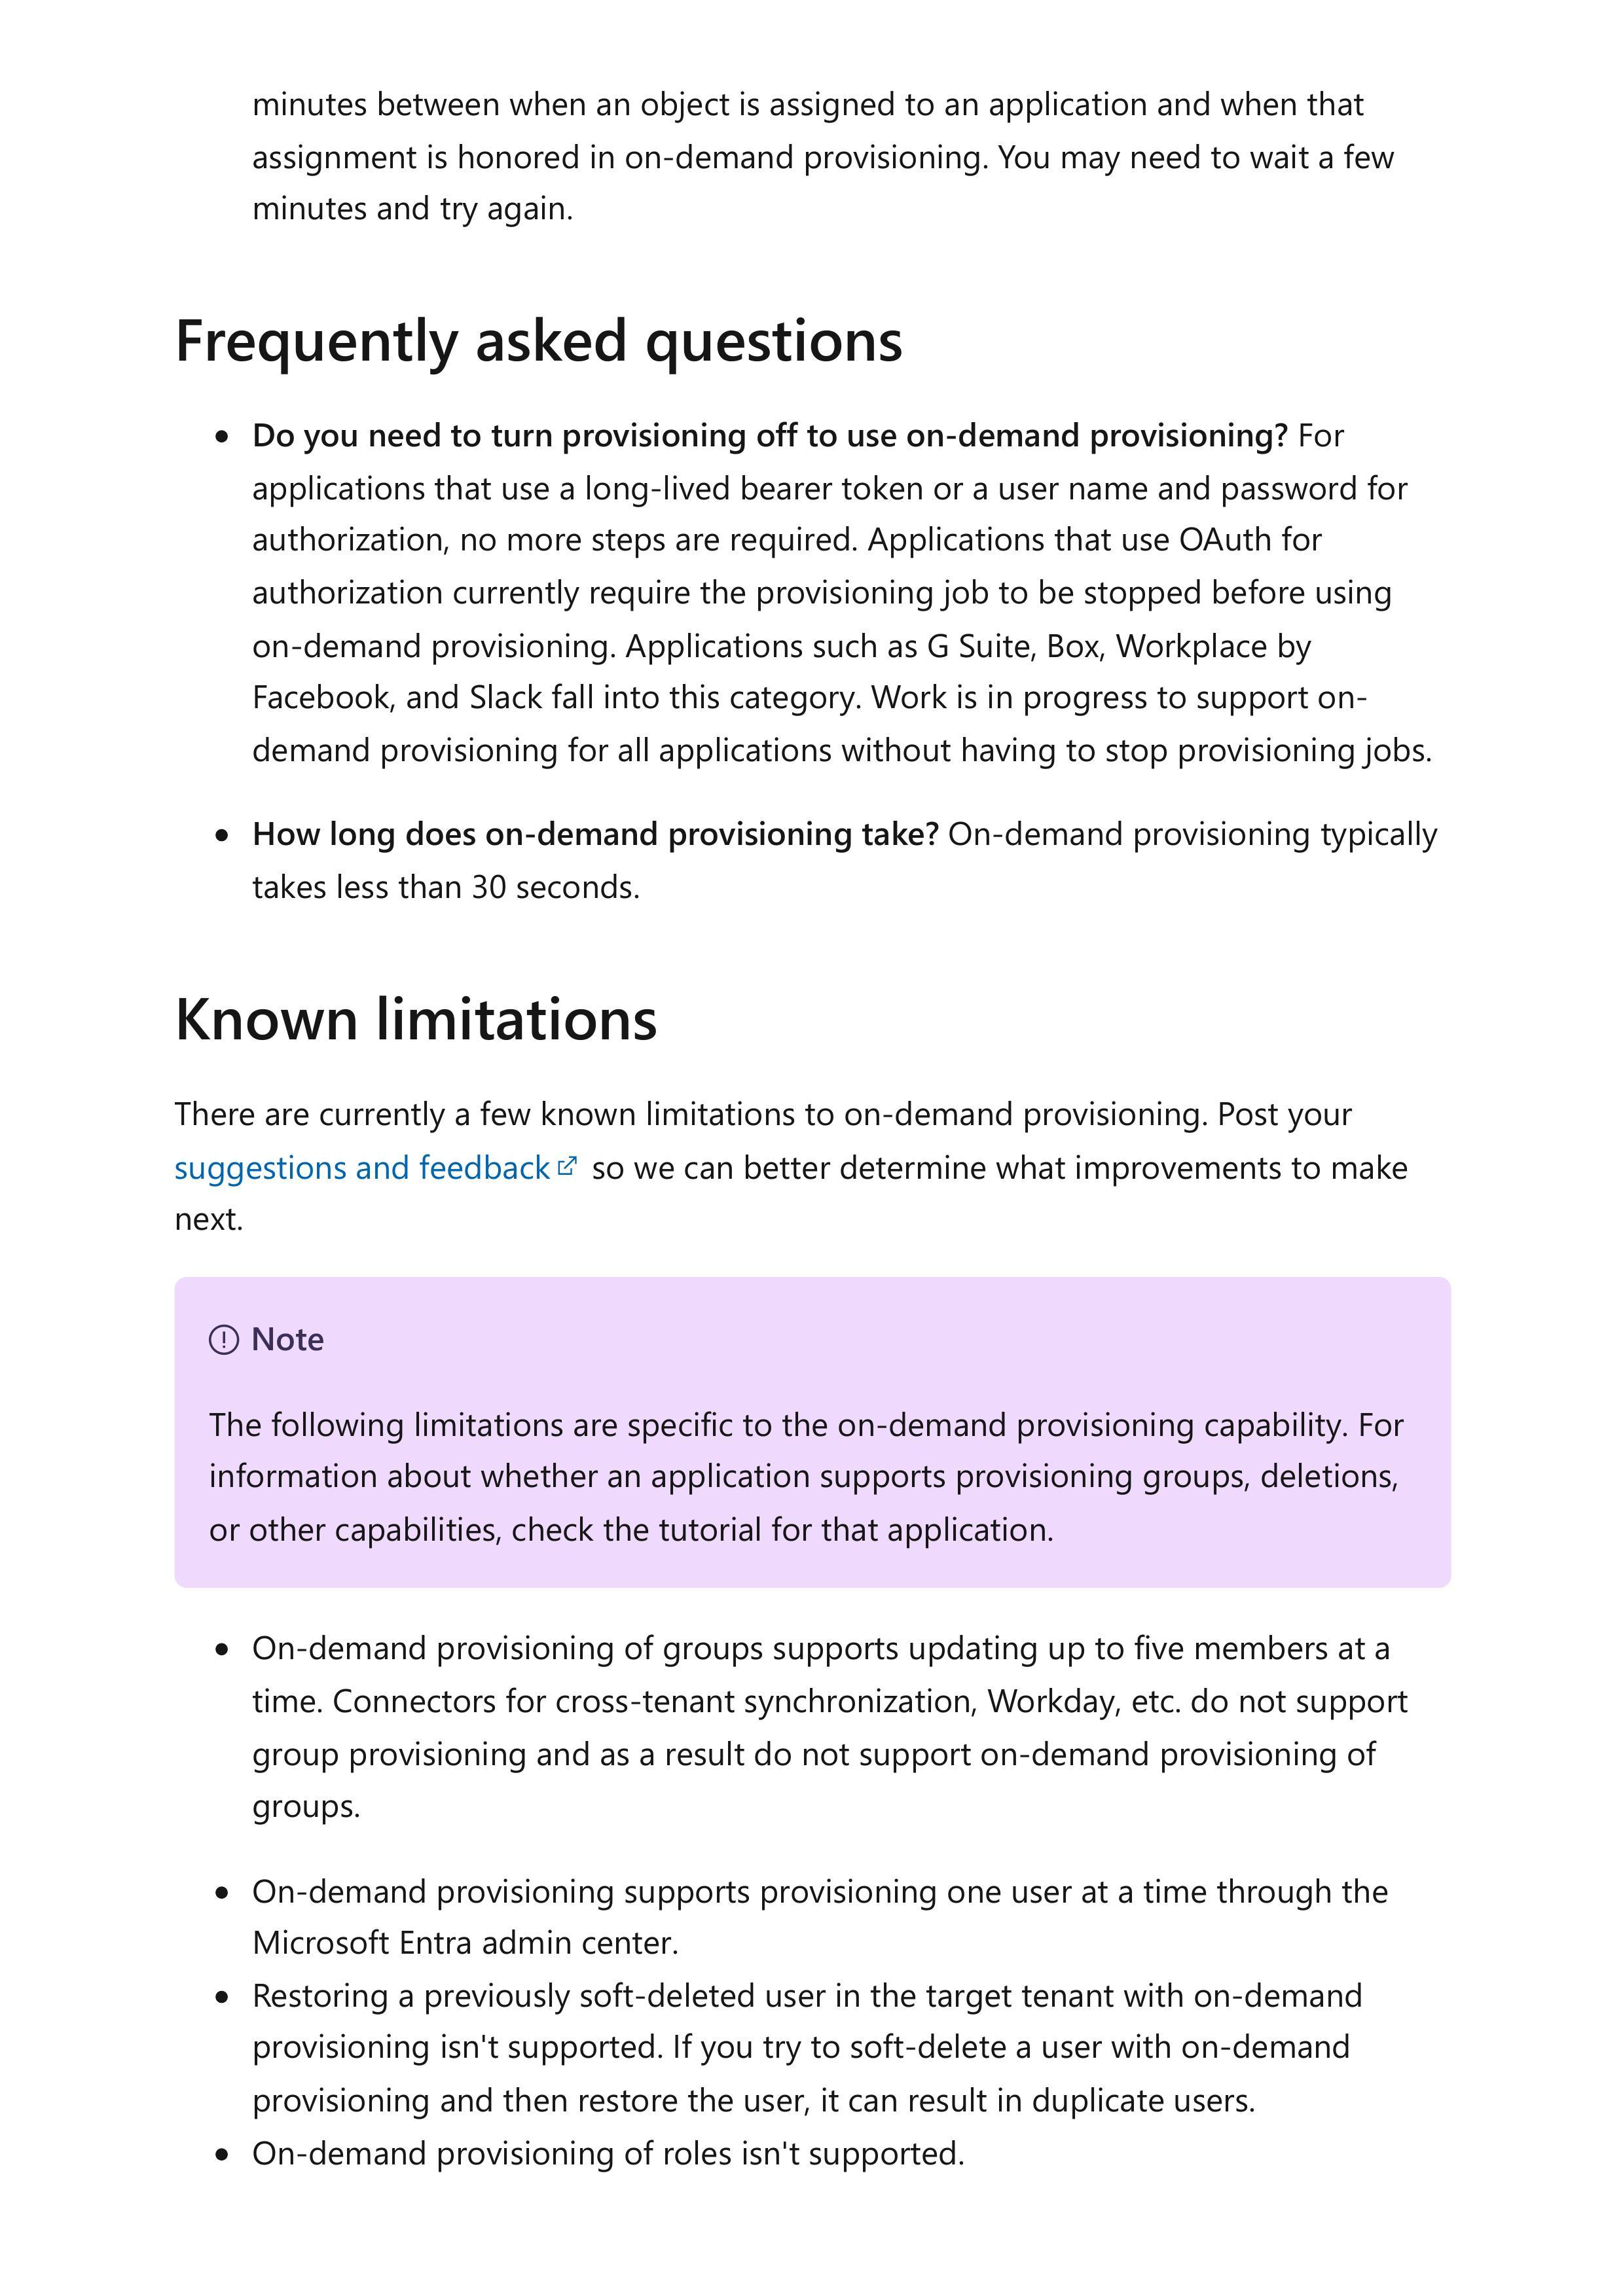 minutes between when an object is assigned to an application and when that
assignment is honored in on-demand provisioning. You may need to wait a few
minutes and try again.
Frequently asked questions
• Do you need to turn provisioning off to use on-demand provisioning? For
applications that use a long-lived bearer token or a user name and password for
authorization, no more steps are required. Applications that use OAuth for
authorization currently require the provisioning job to be stopped before using
on-demand provisioning. Applications such as G Suite, Box, Workplace by
Facebook, and Slack fall into this category. Work is in progress to support on-
demand provisioning for all applications without having to stop provisioning jobs.
• How long does on-demand provisioning take? On-demand provisioning typically
takes less than 30 seconds.
Known limitations
There are currently a few known limitations to on-demand provisioning. Post your
suggestions and feedback so we can better determine what improvements to make
next.
Note
The following limitations are specific to the on-demand provisioning capability. For
information about whether an application supports provisioning groups, deletions,
or other capabilities, check the tutorial for that application.
• On-demand provisioning of groups supports updating up to five members at a
time. Connectors for cross-tenant synchronization, Workday, etc. do not support
group provisioning and as a result do not support on-demand provisioning of
groups.
• On-demand provisioning supports provisioning one user at a time through the
Microsoft Entra admin center.
• Restoring a previously soft-deleted user in the target tenant with on-demand
provisioning isn't supported. If you try to soft-delete a user with on-demand
provisioning and then restore the user, it can result in duplicate users.
• On-demand provisioning of roles isn't supported.